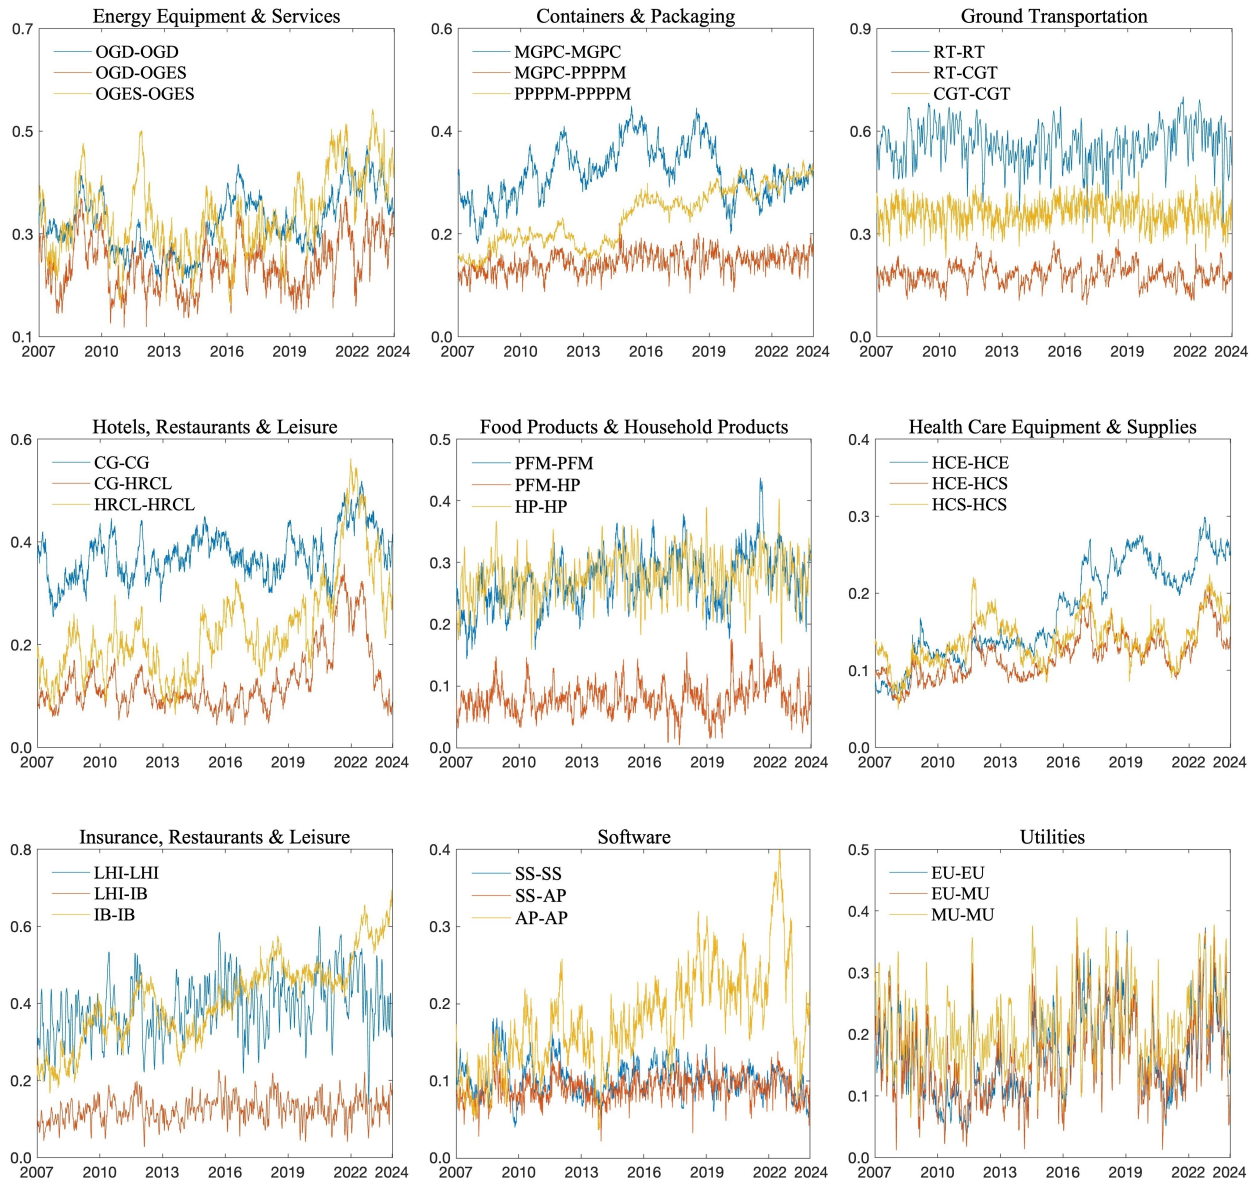 Energy Equipment & Services
0.7
0.5
0.3
0.1
OGD-OGD
OGD-OGES
OGES-OGES
2007 2010 2013 2016 2019 2022 2024
Containers & Packaging
0.6
0.4
0.2
0.0
MGPC-MGPC
MGPC-PPPPM
PPPPM-PPPPM
2007 2010 2013 2016 2019 2022 2024
Ground Transportation
0.9
0.6
0.3
0.0
RT-RT
RT-CGT
CGT-CGT
2007 2010 2013 2016 2019 2022 2024
Hotels, Restaurants & Leisure
0.6
0.4
0.2
0.0
CG-CG
CG-HRCL
HRCL-HRCL
2007 2010 2013 2016 2019 2022 2024
Food Products & Household Products
0.5
0.4
0.3
0.2
0.1
0.0
PFM-PFM
PFM-HP
HP-HP
2007 2010 2013 2016 2019 2022 2024
Health Care Equipment & Supplies
0.4
0.3
0.2
0.1
0.0
HCE-HCE
HCE-HCS
HCS-HCS
2007 2010 2013 2016 2019 2022 2024
Insurance, Restaurants & Leisure
0.8
0.6
0.4
0.2
0.0
LHI-LHI
LHI-IB
IB-IB
2007 2010 2013 2016 2019 2022 2024
Software
0.4
0.3
0.2
0.1
0.0
SS-SS
SS-AP
AP-AP
2007 2010 2013 2016 2019 2022 2024
Utilities
0.5
0.4
0.3
0.2
0.1
0.0
EU-EU
EU-MU
MU-MU
2007 2010 2013 2016 2019 2022 2024